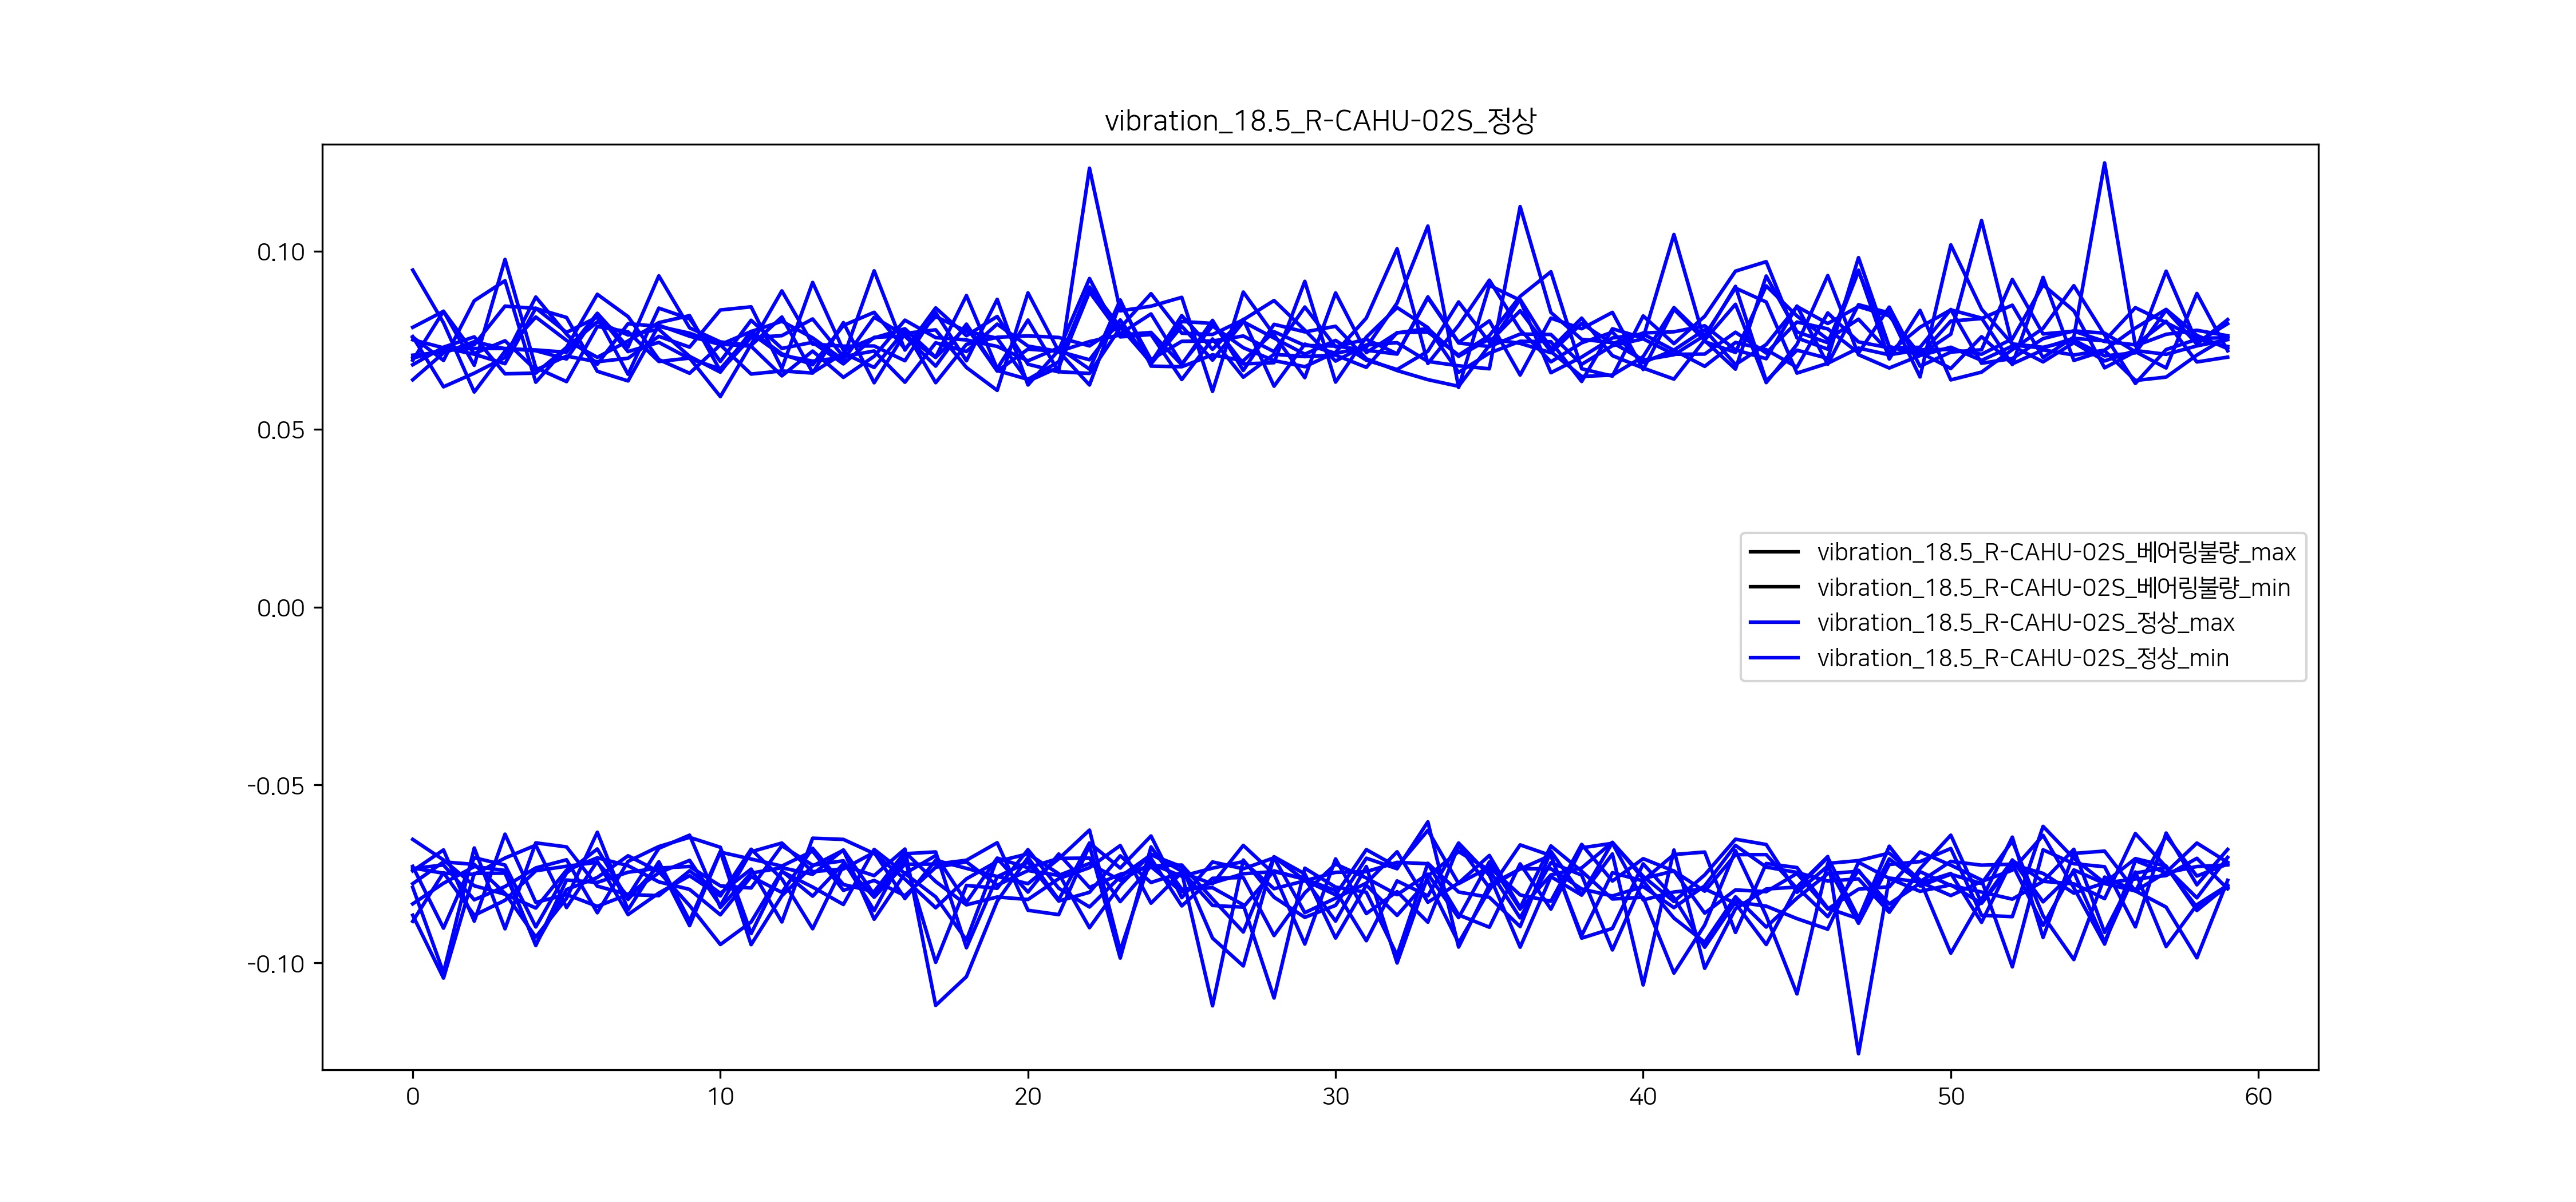 vibration_18.5_R-CAHU-02S_정상
0.10
0.05
0.00
-0.05
-0.10
vibration_18.5_R-CAHU-02S_베어링불량_max
vibration_18.5_R-CAHU-02S_베어링불량_min
vibration_18.5_R-CAHU-02S_정상_max
vibration_18.5_R-CAHU-02S_정상_min
0 10 20 30 40 50 60